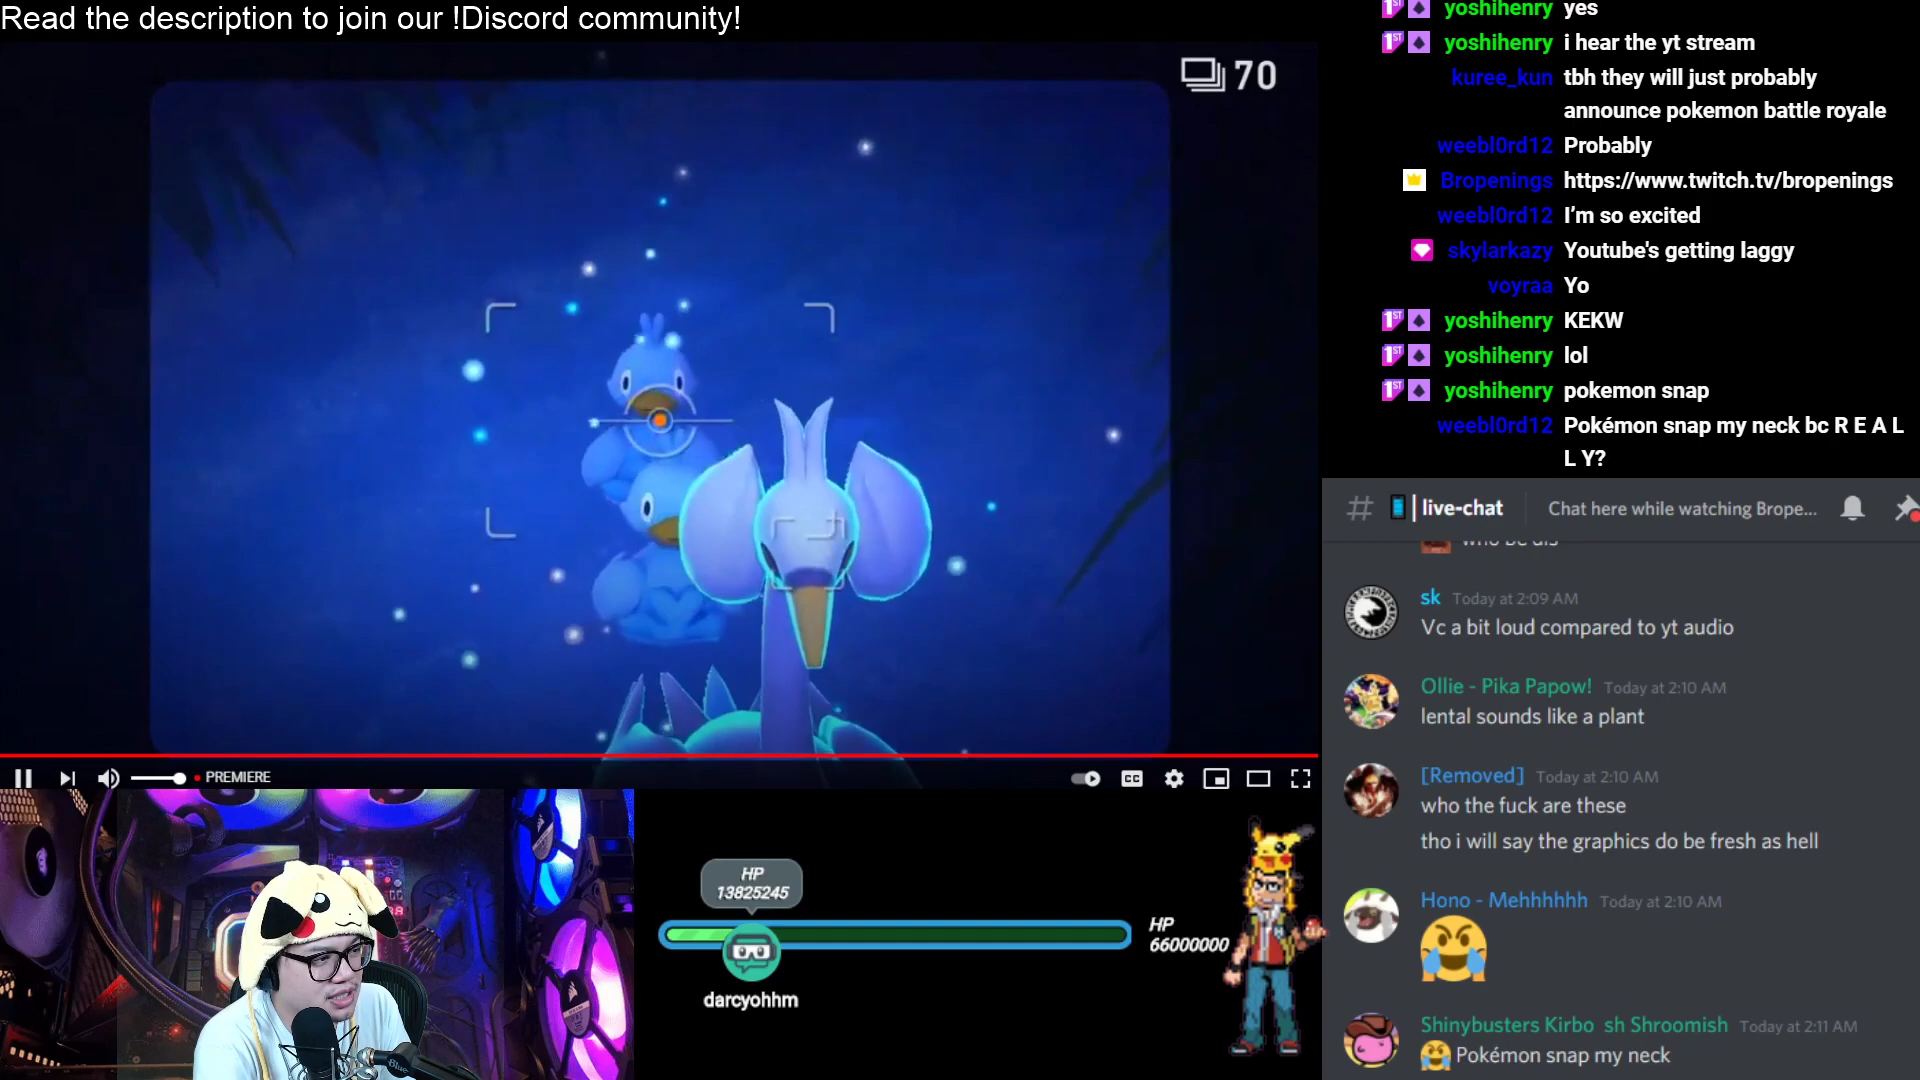 Read the description to join our !Discord community!
70
PREMIERE
HP
13825245
HP
66000000
darcyohhm
yoshihenry yes
yoshihenry i hear the yt stream
kuree_kun tbh they will just probably
announce pokemon battle royale
weebl0rd12 Probably
Bropenings https://www.twitch.tv/bropenings
weebl0rd12 I’m so excited
skylarkazy Youtube's getting laggy
voyraa Yo
yoshihenry KEKW
yoshihenry lol
yoshihenry pokemon snap
weebl0rd12 Pokémon snap my neck bc R E A L
L Y?
# | live-chat Chat here while watching Brope...
who be dis
sk Today at 2:09 AM
Vc a bit loud compared to yt audio
Ollie - Pika Papow! Today at 2:10 AM
lental sounds like a plant
[Removed] Today at 2:10 AM
who the fuck are these
tho i will say the graphics do be fresh as hell
Hono - Mehhhhhh Today at 2:10 AM
Shinybusters Kirbo sh Shroomish Today at 2:11 AM
Pokémon snap my neck